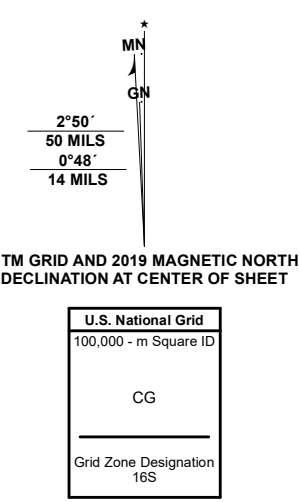 MN
GN
2°50´
50 MILS
0°48´
14 MILS
TM GRID AND 2019 MAGNETIC NORTH
DECLINATION AT CENTER OF SHEET
U.S. National Grid
100,000 - m Square ID
CG
Grid Zone Designation
16S